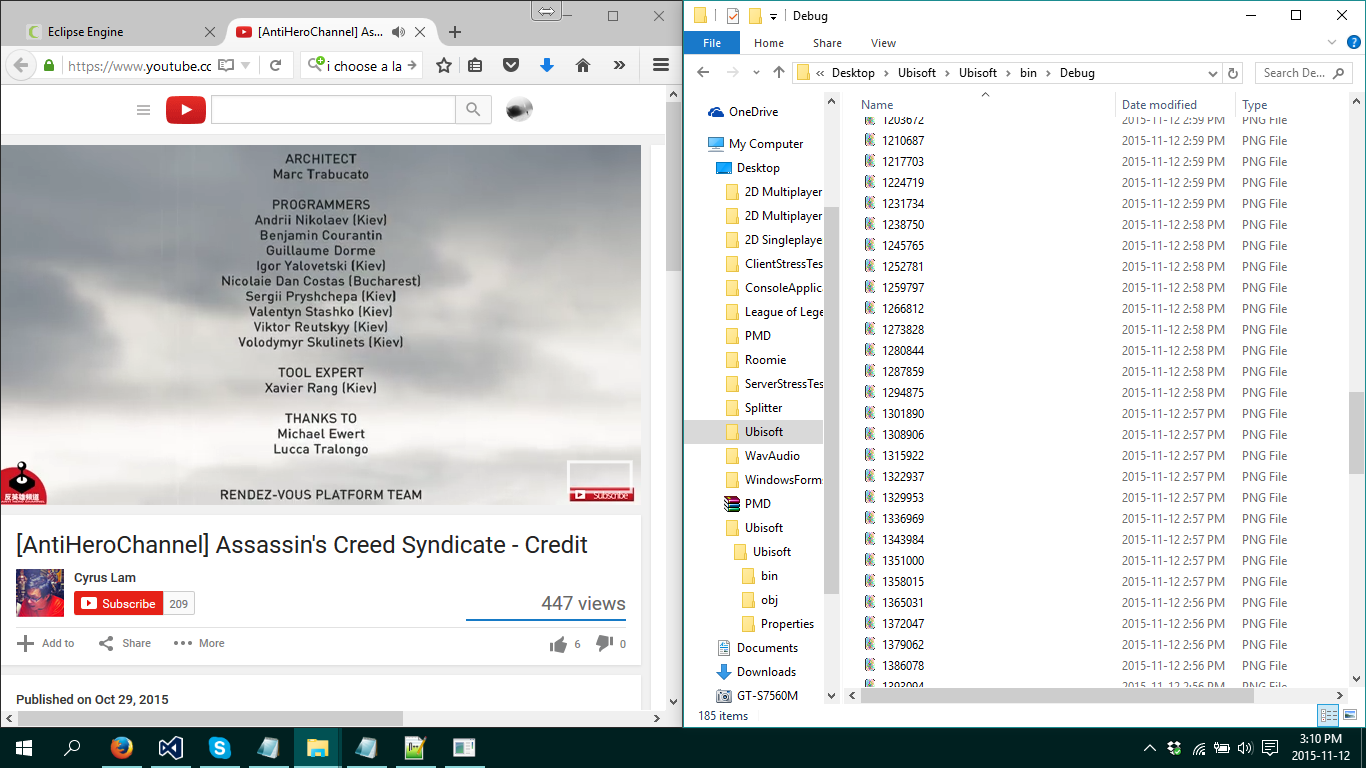 Eclipse Engine
[AntiHeroChannel] As...
https://www.youtube.cc
i choose a la
ARCHITECT
Marc Trabucato
PROGRAMMERS
Andrii Nikolaev (Kiev)
Benjamin Courantin
Guillaume Dorme
Igor Yalovetski (Kiev)
Nicolaie Dan Costas (Bucharest)
Sergii Pryshchepa (Kiev)
Valentyn Stashko (Kiev)
Viktor Reutskyy (Kiev)
Volodymyr Skulinets (Kiev)
TOOL EXPERT
Xavier Rang (Kiev)
THANKS TO
Michael Ewert
Lucca Tralongo
RENDEZ-VOUS PLATFORM TEAM
反英雄頻道
Subscribe
[AntiHeroChannel] Assassin's Creed Syndicate - Credit
Cyrus Lam
Subscribe 209
447 views
Add to Share More 6 0
Published on Oct 29, 2015
Debug
File Home Share View
« Desktop Ubisoft Ubisoft bin Debug
Search De...
OneDrive
My Computer
Desktop
2D Multiplayer
2D Multiplayer
2D Singleplaye
ClientStressTes
ConsoleApplic
League of Lege
PMD
Roomie
ServerStressTes
Splitter
Ubisoft
WavAudio
WindowsForm
PMD
Ubisoft
Ubisoft
bin
obj
Properties
Documents
Downloads
GT-S7560M
Name Date modified Type
1203672 2015-11-12 2:59 PM PNG File
1210687 2015-11-12 2:59 PM PNG File
1217703 2015-11-12 2:59 PM PNG File
1224719 2015-11-12 2:59 PM PNG File
1231734 2015-11-12 2:59 PM PNG File
1238750 2015-11-12 2:58 PM PNG File
1245765 2015-11-12 2:58 PM PNG File
1252781 2015-11-12 2:58 PM PNG File
1259797 2015-11-12 2:58 PM PNG File
1266812 2015-11-12 2:58 PM PNG File
1273828 2015-11-12 2:58 PM PNG File
1280844 2015-11-12 2:58 PM PNG File
1287859 2015-11-12 2:58 PM PNG File
1294875 2015-11-12 2:58 PM PNG File
1301890 2015-11-12 2:57 PM PNG File
1308906 2015-11-12 2:57 PM PNG File
1315922 2015-11-12 2:57 PM PNG File
1322937 2015-11-12 2:57 PM PNG File
1329953 2015-11-12 2:57 PM PNG File
1336969 2015-11-12 2:57 PM PNG File
1343984 2015-11-12 2:57 PM PNG File
1351000 2015-11-12 2:57 PM PNG File
1358015 2015-11-12 2:57 PM PNG File
1365031 2015-11-12 2:56 PM PNG File
1372047 2015-11-12 2:56 PM PNG File
1379062 2015-11-12 2:56 PM PNG File
1386078 2015-11-12 2:56 PM PNG File
1393094 2015-11-12 2:56 PM PNG File
185 items
3:10 PM
2015-11-12